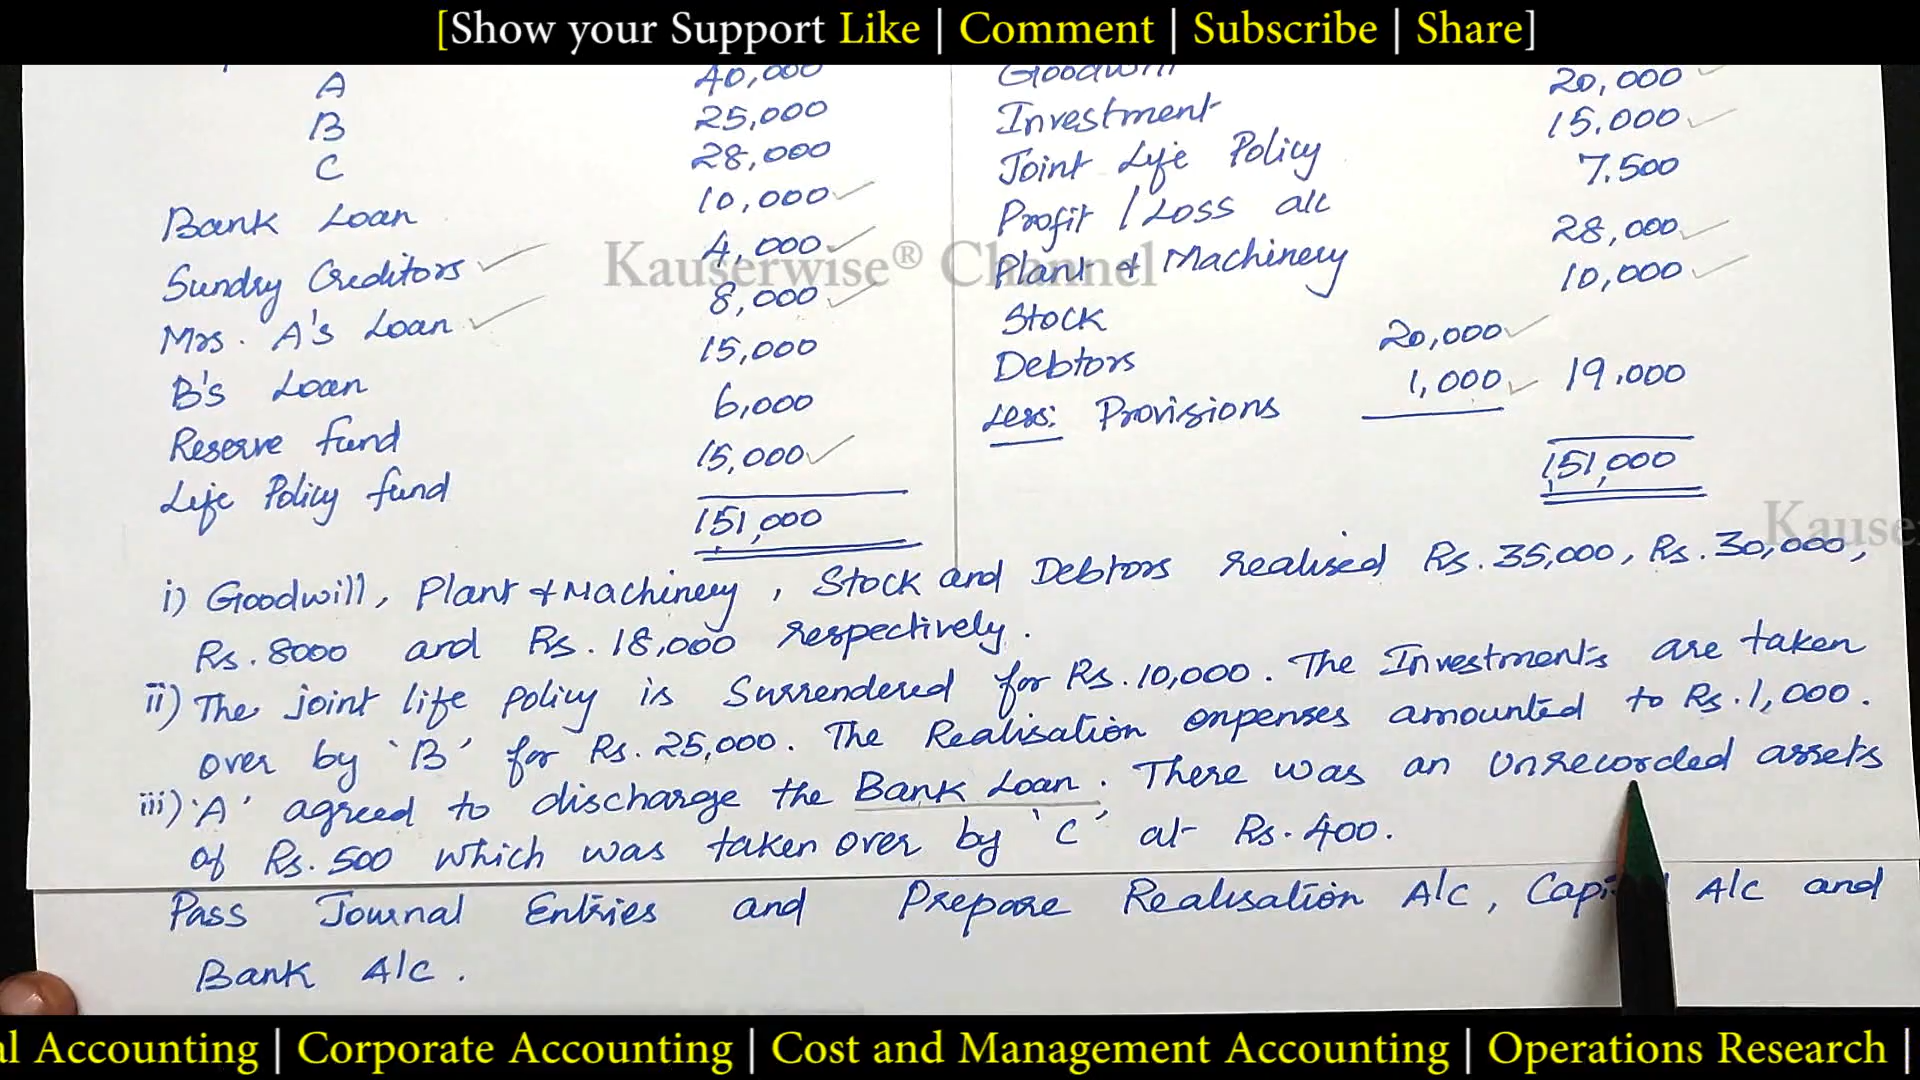 [Show your Support Like | Comment | Subscribe | Share]
A 40,000 Goodwill 20,000
B 25,000 Investment 15.000
C 28,000 Joint Life Policy 7.500
Bank Loan 10,000 Profit / Loss a/c 28,000
Sundry Creditors 4,000 Plant & Machinery 10,000
Mrs. A's Loan 8,000 Stock
B's Loan 15,000 Debtors 20,000
Reserve fund 6,000 Less: Provisions 1,000 19.000
Life Policy fund 15,000
151,000 151,000
Kauserwise® Channel
i) Goodwill, Plant & Machinery, Stock and Debtors realised Rs. 35,000, Rs. 30,000,
Rs. 8000 and Rs. 18,000 respectively.
ii) The joint life policy is Surrendered for Rs. 10,000. The Investments are taken
over by 'B' for Rs. 25,000. The Realisation expenses amounted to Rs. 1,000.
iii) 'A' agreed to discharge the Bank Loan. There was an Unrecorded assets
of Rs. 500 which was taken over by 'C' at Rs. 400.
Pass Journal Entries and Prepare Realisation A/c, A/c and
Bank A/c.
Accounting | Corporate Accounting | Cost and Management Accounting | Operations Research |